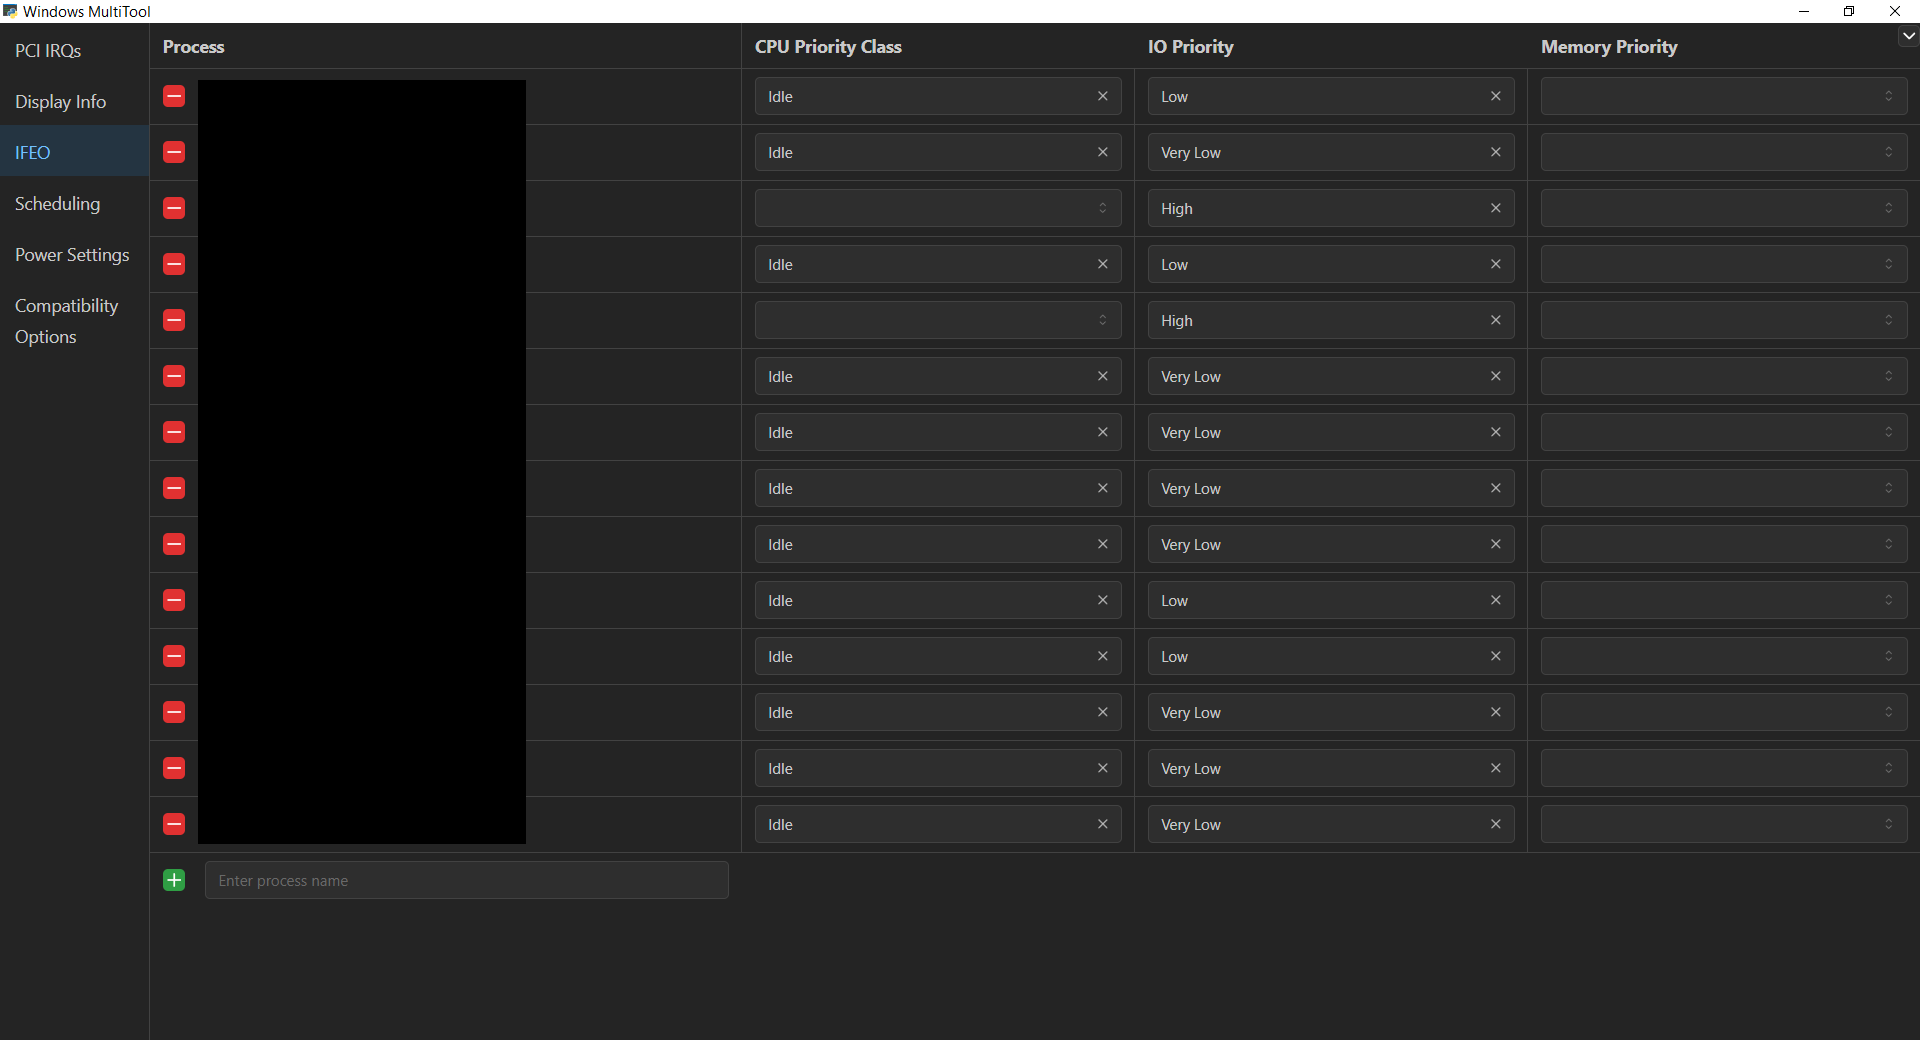 Windows MultiTool
PCI IRQs
Display Info
IFEO
Scheduling
Power Settings
Compatibility
Options
Process CPU Priority Class IO Priority Memory Priority
Idle Low
Idle Very Low
High
Idle Low
High
Idle Very Low
Idle Very Low
Idle Very Low
Idle Very Low
Idle Low
Idle Low
Idle Very Low
Idle Very Low
Idle Very Low
Enter process name